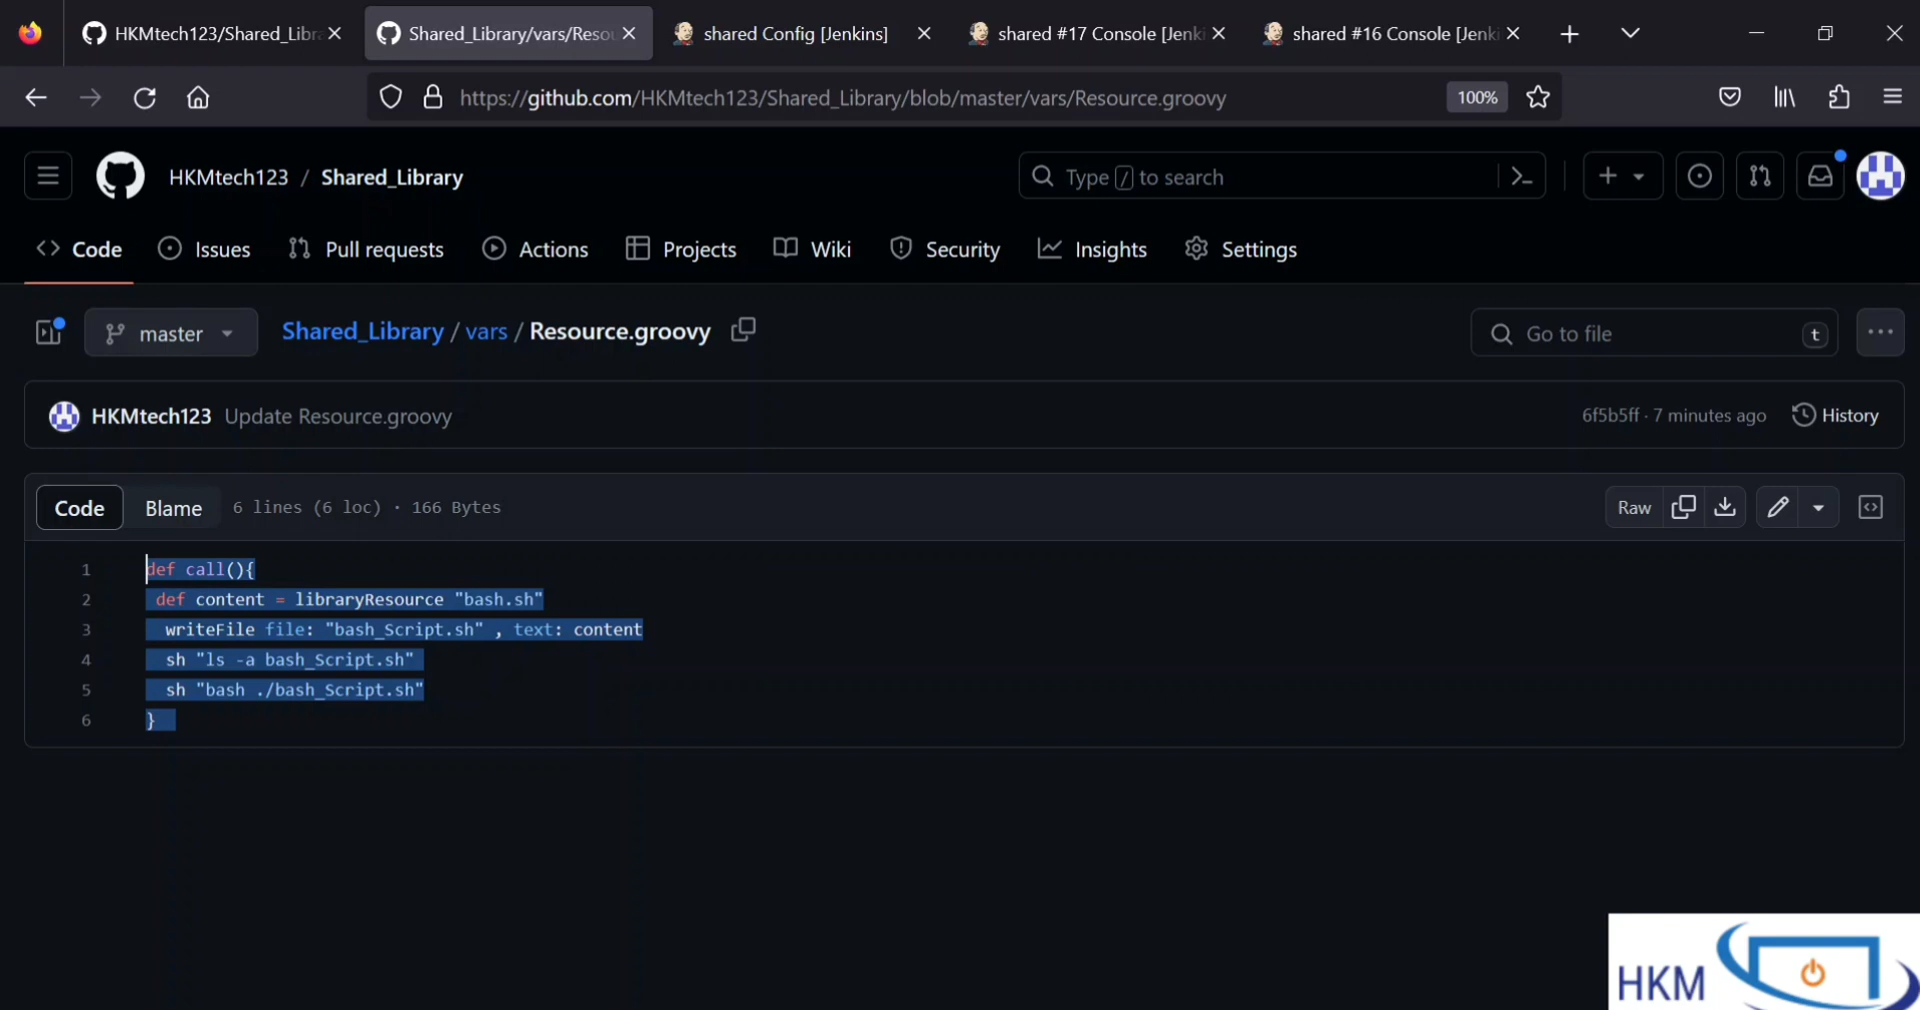 HKMtech123/Shared_Libra
Shared_Library/vars/Resou
shared Config [Jenkins]
shared #17 Console [Jenki
shared #16 Console [Jenki
https://github.com/HKMtech123/Shared_Library/blob/master/vars/Resource.groovy
100%
HKMtech123 / Shared_Library
Type / to search
Code
Issues
Pull requests
Actions
Projects
Wiki
Security
Insights
Settings
master
Shared_Library / vars / Resource.groovy
Go to file
t
HKMtech123 Update Resource.groovy
6f5b5ff · 7 minutes ago
History
Code
Blame
6 lines (6 loc) · 166 Bytes
Raw
1 def call(){
2 def content = libraryResource "bash.sh"
3 writeFile file: "bash_Script.sh" , text: content
4 sh "ls -a bash_Script.sh"
5 sh "bash ./bash_Script.sh"
6 }
HKM